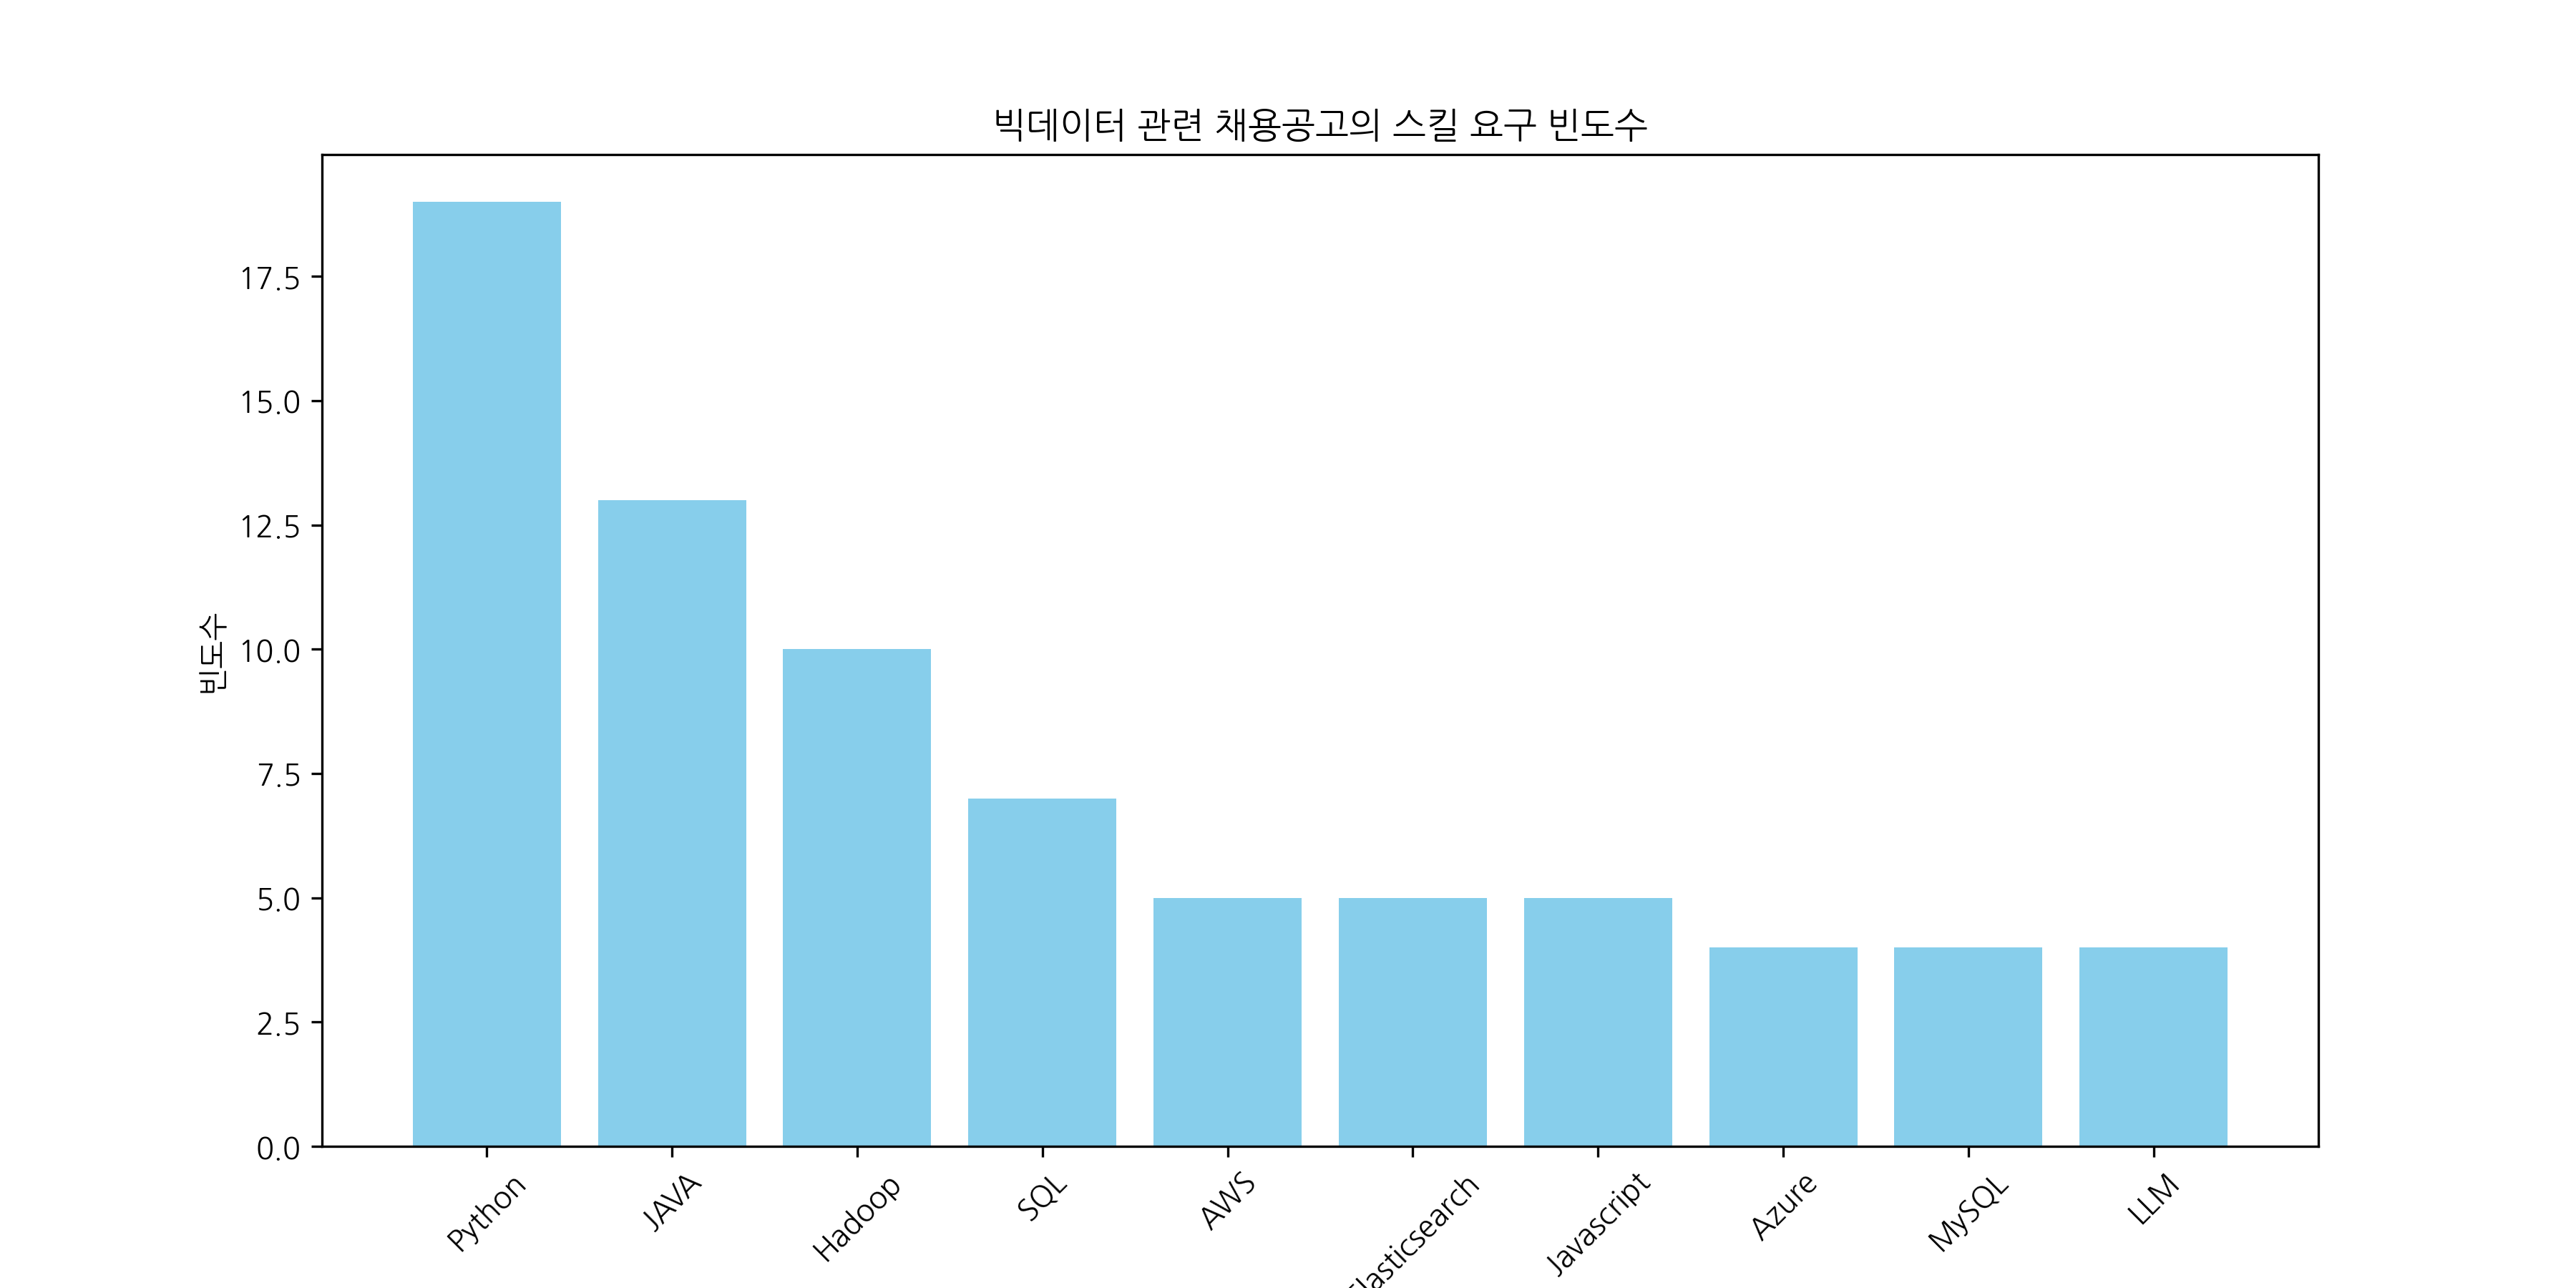 빅데이터 관련 채용공고의 스킬 요구 빈도수
빈도수
17.5
15.0
12.5
10.0
7.5
5.0
2.5
0.0
Python
JAVA
Hadoop
SQL
AWS
Elasticsearch
Javascript
Azure
MySQL
LLM